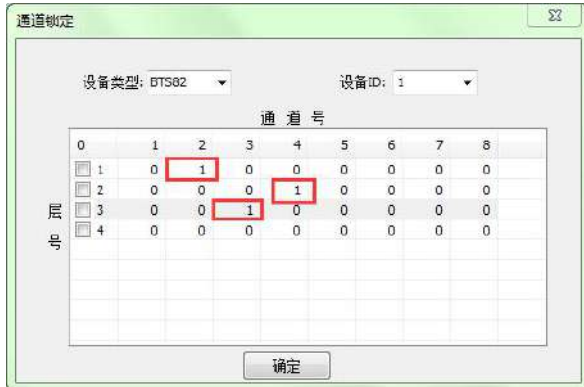 通道锁定
设备类型: BTS82 设备ID: 1
通 道 号
0 1 2 3 4 5 6 7 8
1 0 1 0 0 0 0 0 0
2 0 0 0 1 0 0 0 0
层 3 0 0 1 0 0 0 0 0
号 4 0 0 0 0 0 0 0 0
确定